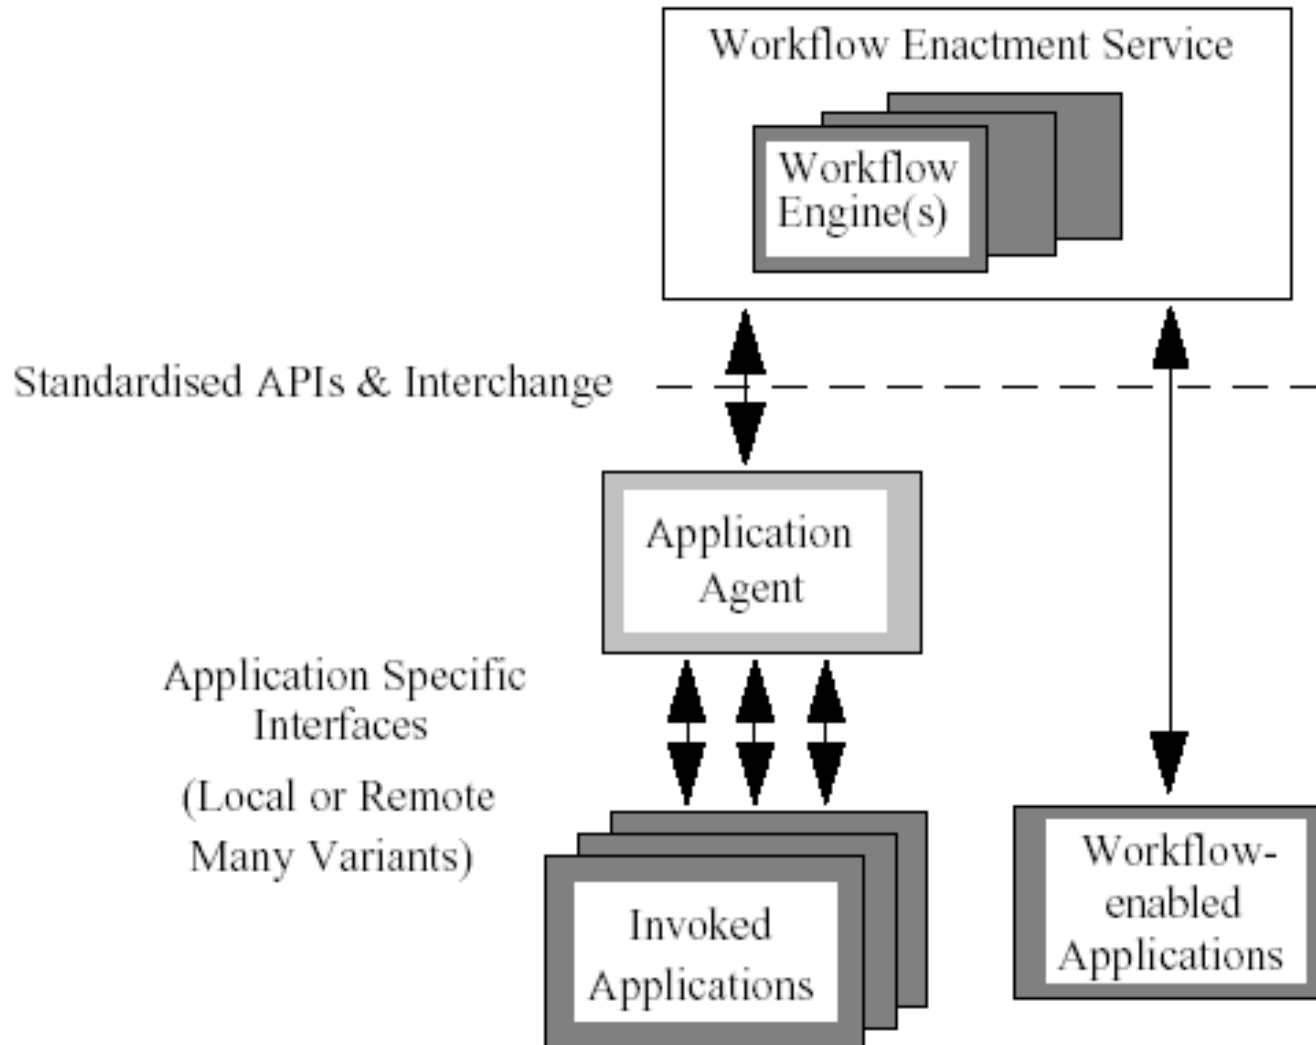 Workflow Enactment Service
Workflow
Engine(s)
Standardised APIs & Interchange
Application
Agent
Application Specific
Interfaces
(Local or Remote
Many Variants)
Invoked
Applications
Workflow-
enabled
Applications